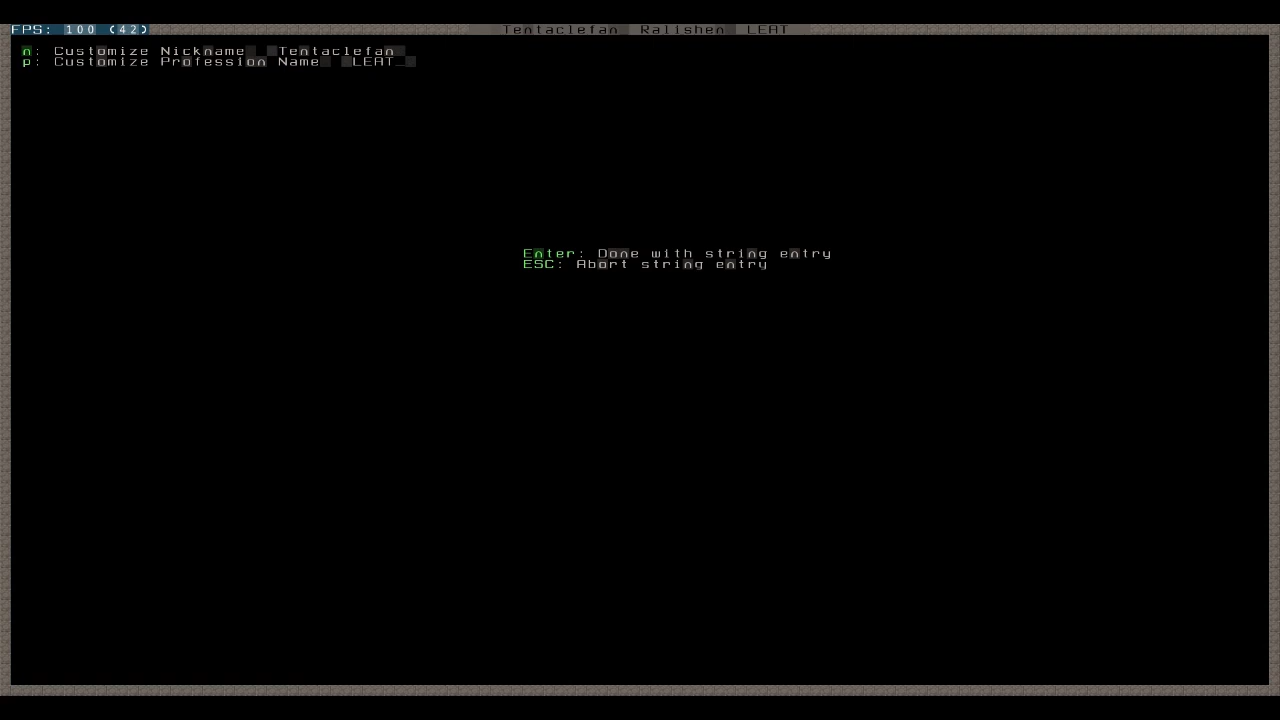 FPS: 100 (42)
Tentaclefan Ralishen LEAT
n: Customize Nickname Tentaclefan
p: Customize Profession Name LEAT_
Enter: Done with string entry
ESC: Abort string entry